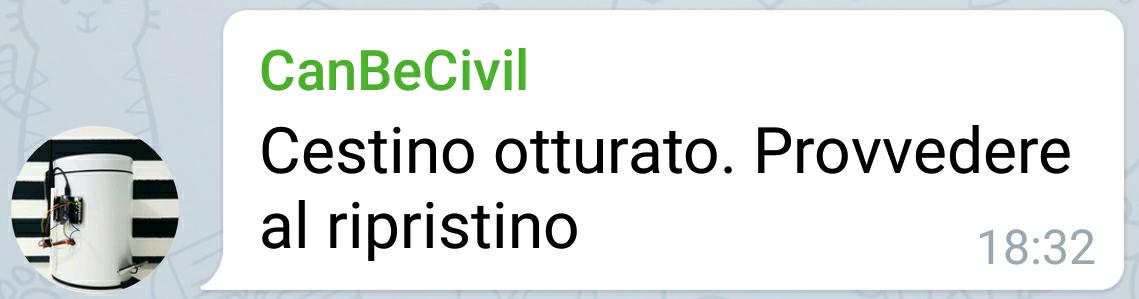 CanBeCivil
Cestino otturato. Provvedere
al ripristino
18:32